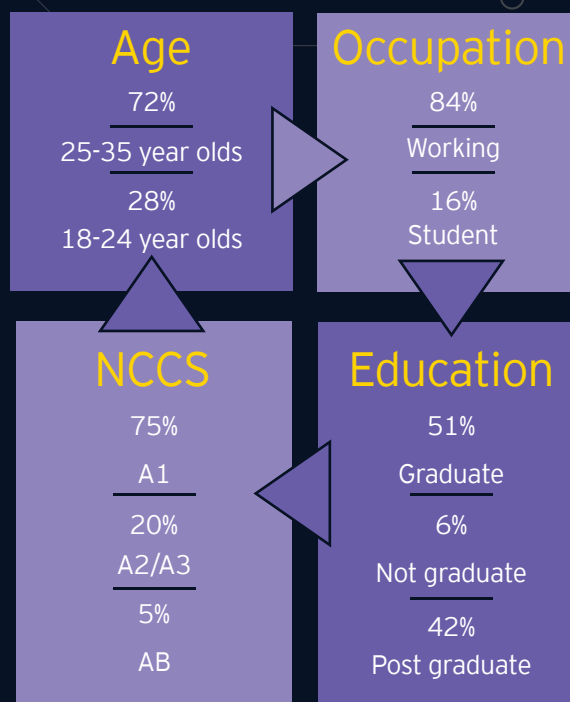 Age
72%
25-35 year olds
28%
18-24 year olds
Occupation
84%
Working
16%
Student
NCCS
75%
A1
20%
A2/A3
5%
AB
Education
51%
Graduate
6%
Not graduate
42%
Post graduate